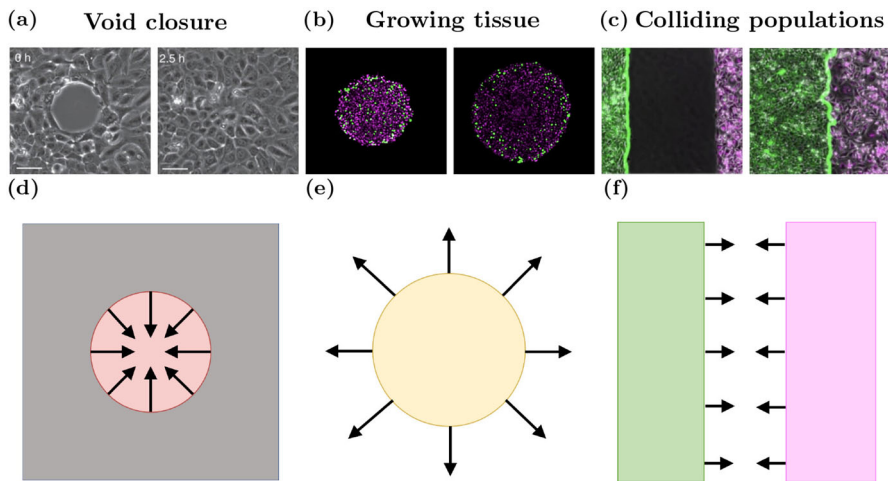 (a) Void closure
(b) Growing tissue
(c) Colliding populations
0 h
2.5 h
(d)
(e)
(f)